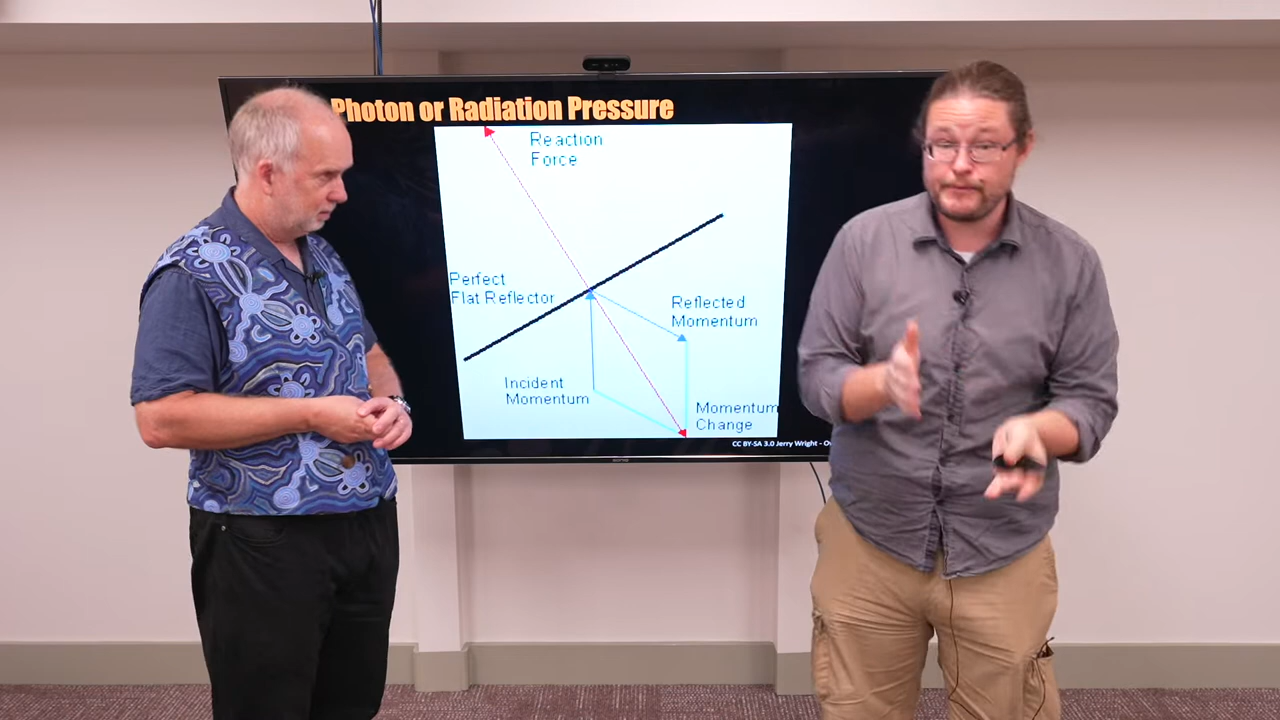 Photon or Radiation Pressure
Reaction
Force
Perfect
Flat Reflector
Reflected
Momentum
Incident
Momentum
Momentum
Change
CC BY-SA 3.0 Jerry Wright -